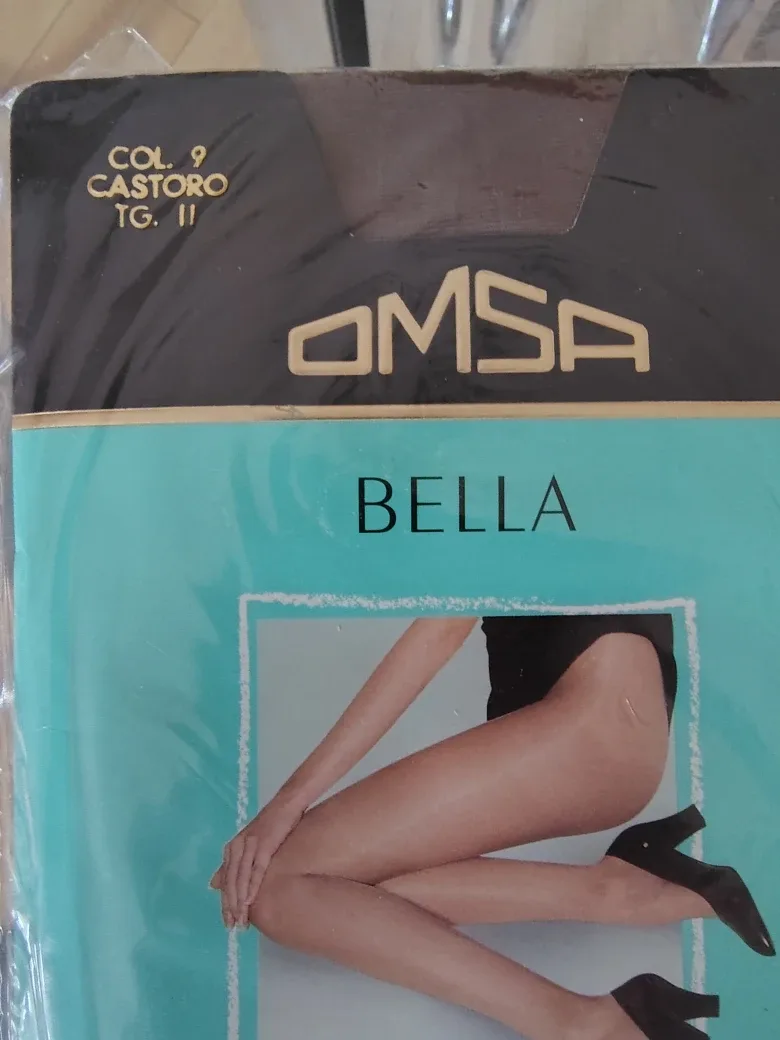 COL. 9
CASTORO
TG. II
OMSA
BELLA